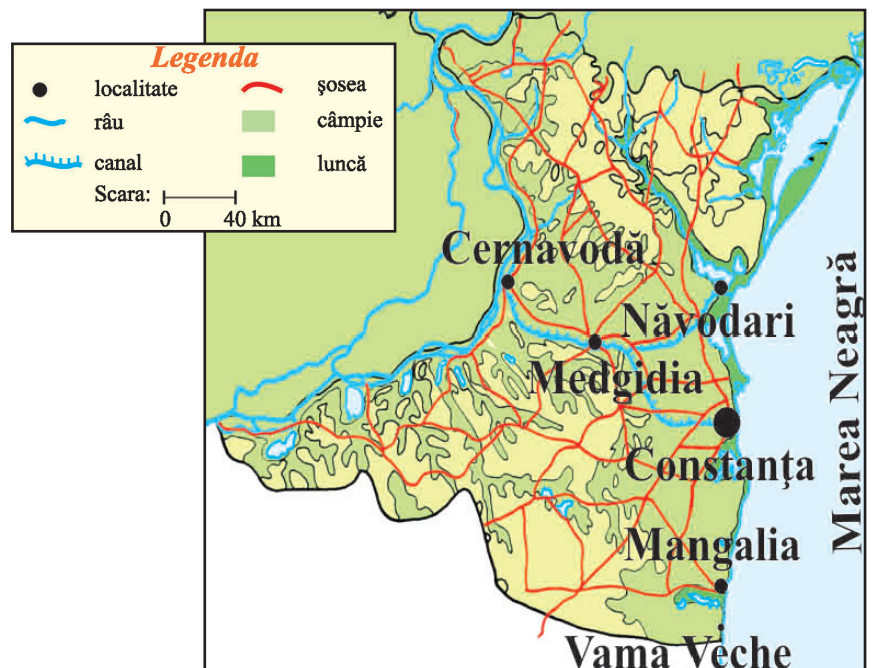 Legenda
localitate
șosea
râu
câmpie
canal
luncă
Scara:
0 40 km
Cernavodă
Năvodari
Medgidia
Constanţa
Mangalia
Vama Veche
Marea Neagră